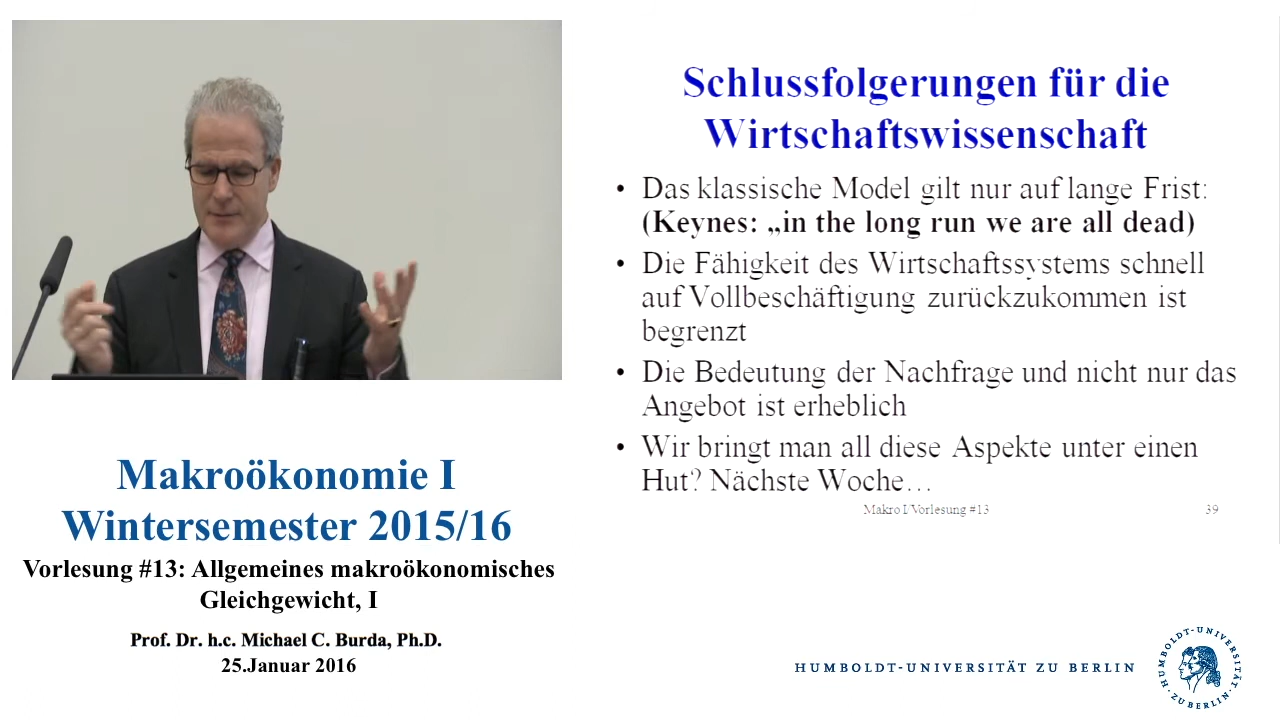 Schlussfolgerungen für die
Wirtschaftswissenschaft
• Das klassische Model gilt nur auf lange Frist:
(Keynes: „in the long run we are all dead)
• Die Fähigkeit des Wirtschaftssystems schnell
auf Vollbeschäftigung zurückzukommen ist
begrenzt
• Die Bedeutung der Nachfrage und nicht nur das
Angebot ist erheblich
• Wir bringt man all diese Aspekte unter einen
Hut? Nächste Woche…
Makro I Vorlesung #13
39
Makroökonomie I
Wintersemester 2015/16
Vorlesung #13: Allgemeines makroökonomisches
Gleichgewicht, I
Prof. Dr. h.c. Michael C. Burda, Ph.D.
25.Januar 2016
HUMBOLDT-UNIVERSITÄT ZU BERLIN
HUMBOLDT-UNIVERSITÄT · ZU BERLIN ·